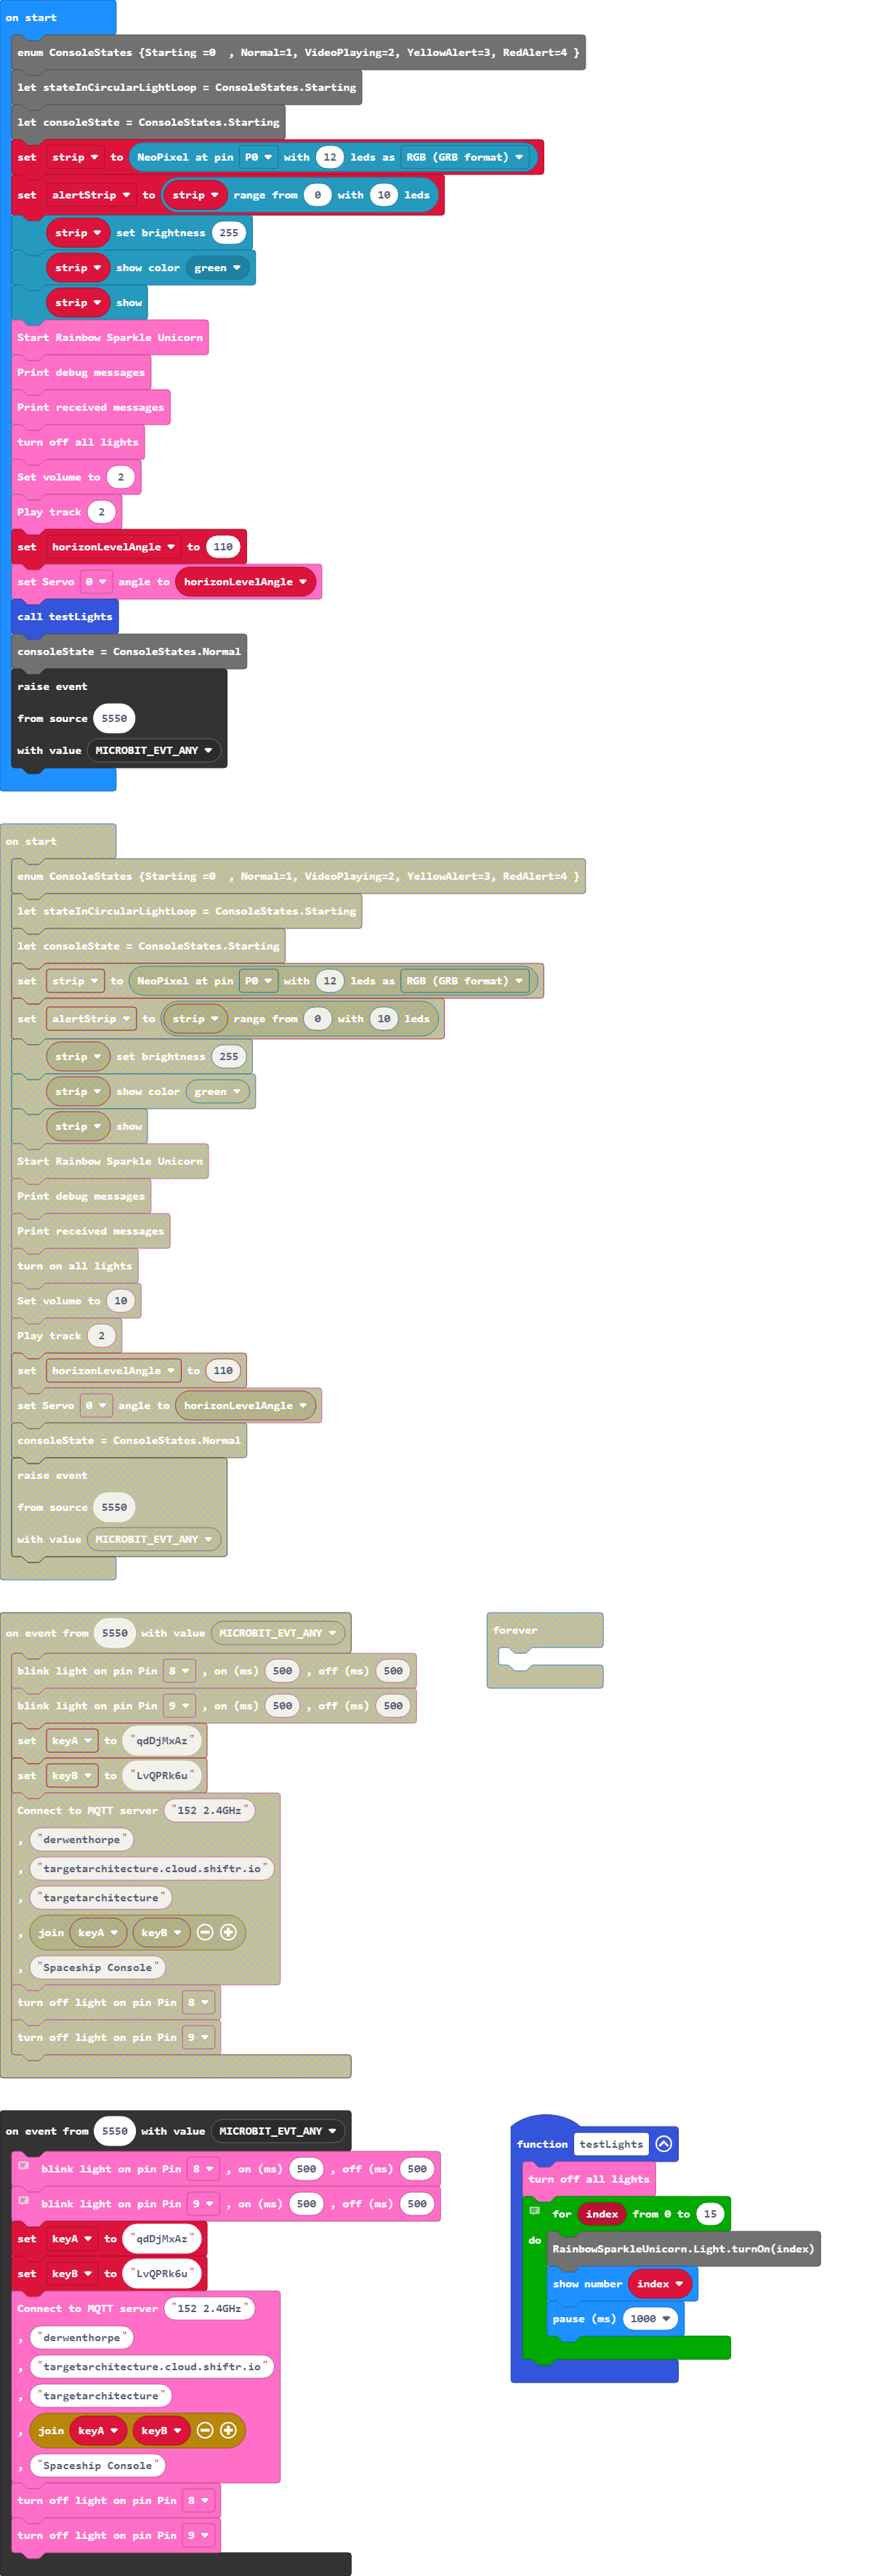 on start
enum ConsoleStates {Starting =0 , Normal=1, VideoPlaying=2, YellowAlert=3, RedAlert=4 }
let stateInCircularLightLoop = ConsoleStates.Starting
let consoleState = ConsoleStates.Starting
set strip to NeoPixel at pin P0 with 12 leds as RGB (GRB format)
set alertStrip to strip range from 0 with 10 leds
strip set brightness 255
strip show color green
strip show
Start Rainbow Sparkle Unicorn
Print debug messages
Print received messages
turn off all lights
Set volume to 2
Play track 2
set horizonLevelAngle to 110
set Servo 0 angle to horizonLevelAngle
call testLights
consoleState = ConsoleStates.Normal
raise event
from source 5550
with value MICROBIT_EVT_ANY
on start
enum ConsoleStates {Starting =0 , Normal=1, VideoPlaying=2, YellowAlert=3, RedAlert=4 }
let stateInCircularLightLoop = ConsoleStates.Starting
let consoleState = ConsoleStates.Starting
set strip to NeoPixel at pin P0 with 12 leds as RGB (GRB format)
set alertStrip to strip range from 0 with 10 leds
strip set brightness 255
strip show color green
strip show
Start Rainbow Sparkle Unicorn
Print debug messages
Print received messages
turn on all lights
Set volume to 10
Play track 2
set horizonLevelAngle to 110
set Servo 0 angle to horizonLevelAngle
consoleState = ConsoleStates.Normal
raise event
from source 5550
with value MICROBIT_EVT_ANY
on event from 5550 with value MICROBIT_EVT_ANY
blink light on pin Pin 8 , on (ms) 500 , off (ms) 500
blink light on pin Pin 9 , on (ms) 500 , off (ms) 500
set keyA to "qdDjMxAz"
set keyB to "LvQPRk6u"
Connect to MQTT server "152 2.4GHz"
, "derwenthorpe"
, "targetarchitecture.cloud.shiftr.io"
, "targetarchitecture"
, join keyA keyB
, "Spaceship Console"
turn off light on pin Pin 8
turn off light on pin Pin 9
forever
on event from 5550 with value MICROBIT_EVT_ANY
blink light on pin Pin 8 , on (ms) 500 , off (ms) 500
blink light on pin Pin 9 , on (ms) 500 , off (ms) 500
set keyA to "qdDjMxAz"
set keyB to "LvQPRk6u"
Connect to MQTT server "152 2.4GHz"
, "derwenthorpe"
, "targetarchitecture.cloud.shiftr.io"
, "targetarchitecture"
, join keyA keyB
, "Spaceship Console"
turn off light on pin Pin 8
turn off light on pin Pin 9
function testLights
turn off all lights
for index from 0 to 15
do
RainbowSparkleUnicorn.Light.turnOn(index)
show number index
pause (ms) 1000